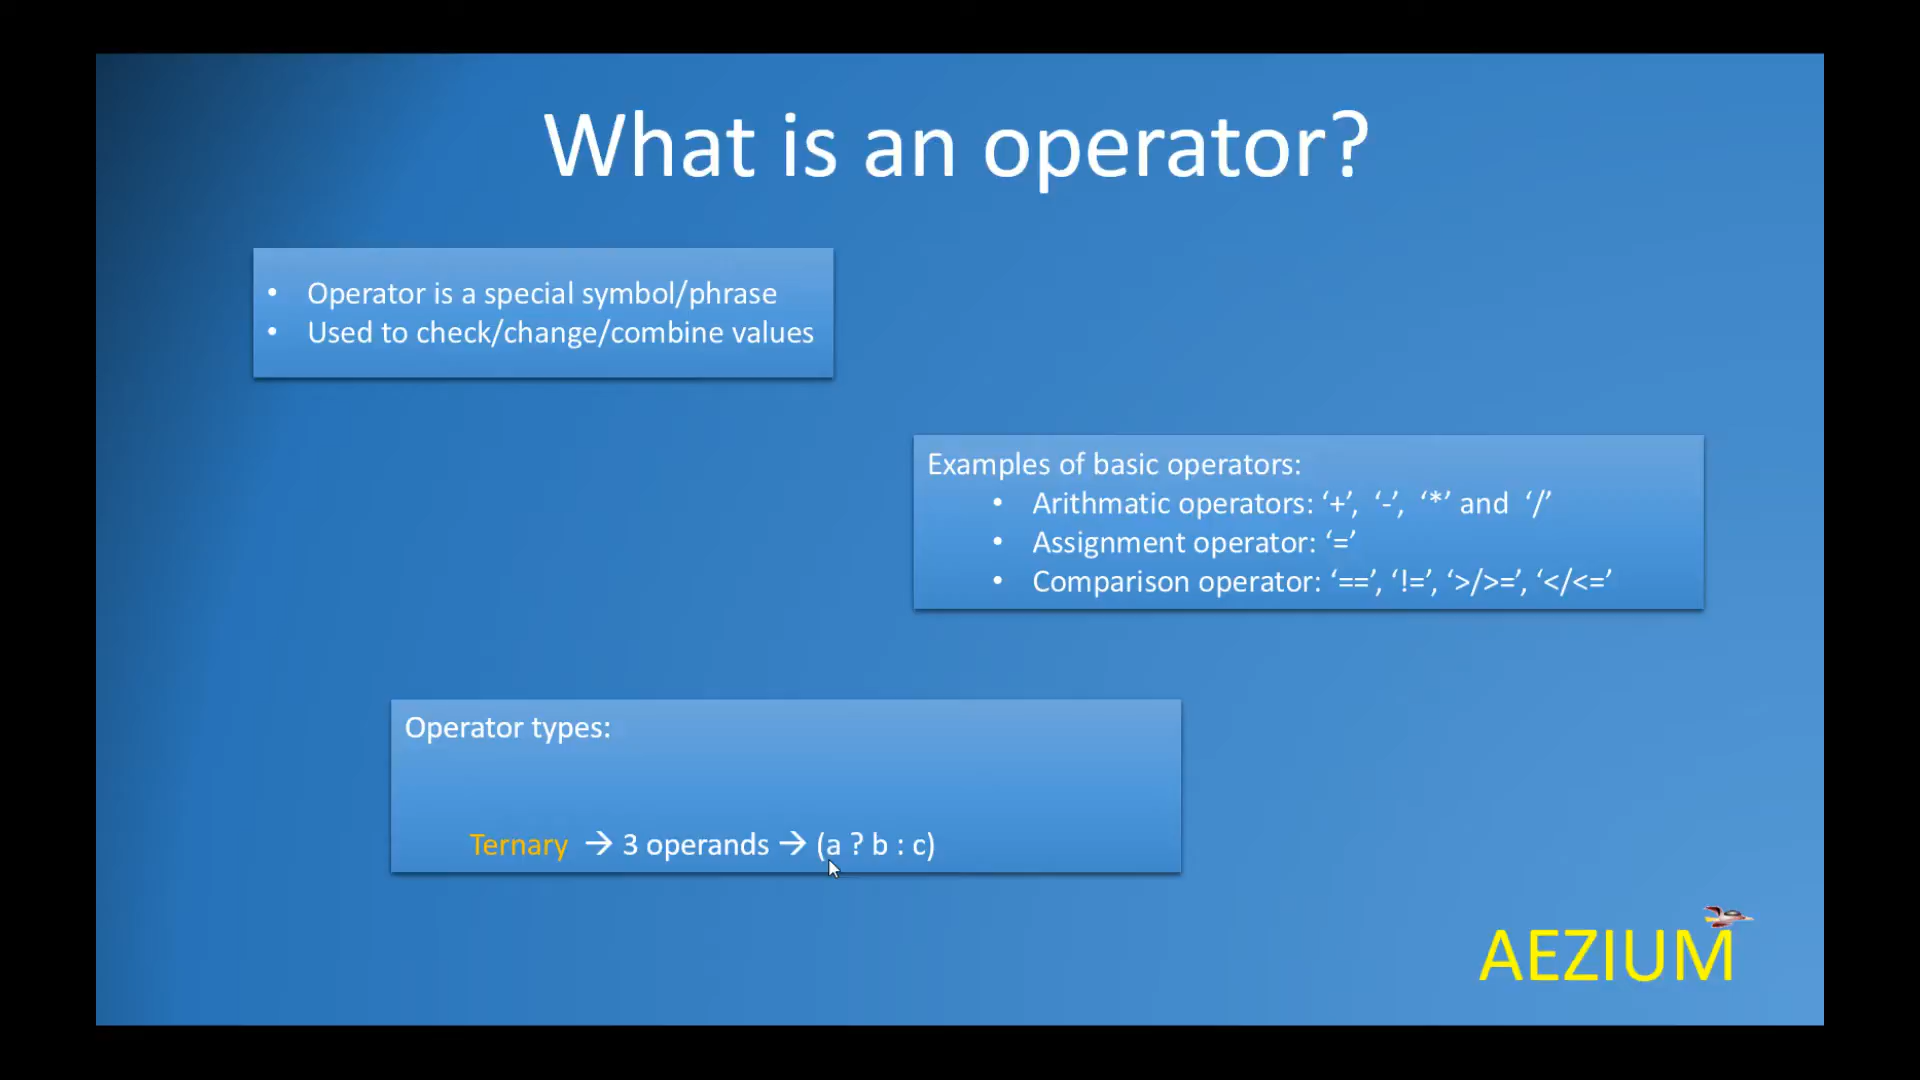 What is an operator?
• Operator is a special symbol/phrase
• Used to check/change/combine values
Examples of basic operators:
• Arithmatic operators: ‘+’, ‘-’, ‘*’ and ‘/’
• Assignment operator: ‘=’
• Comparison operator: ‘==’, ‘!=’, ‘>/>=’, ‘</<=’
Operator types:
Ternary → 3 operands → (a ? b : c)
AEZIUM